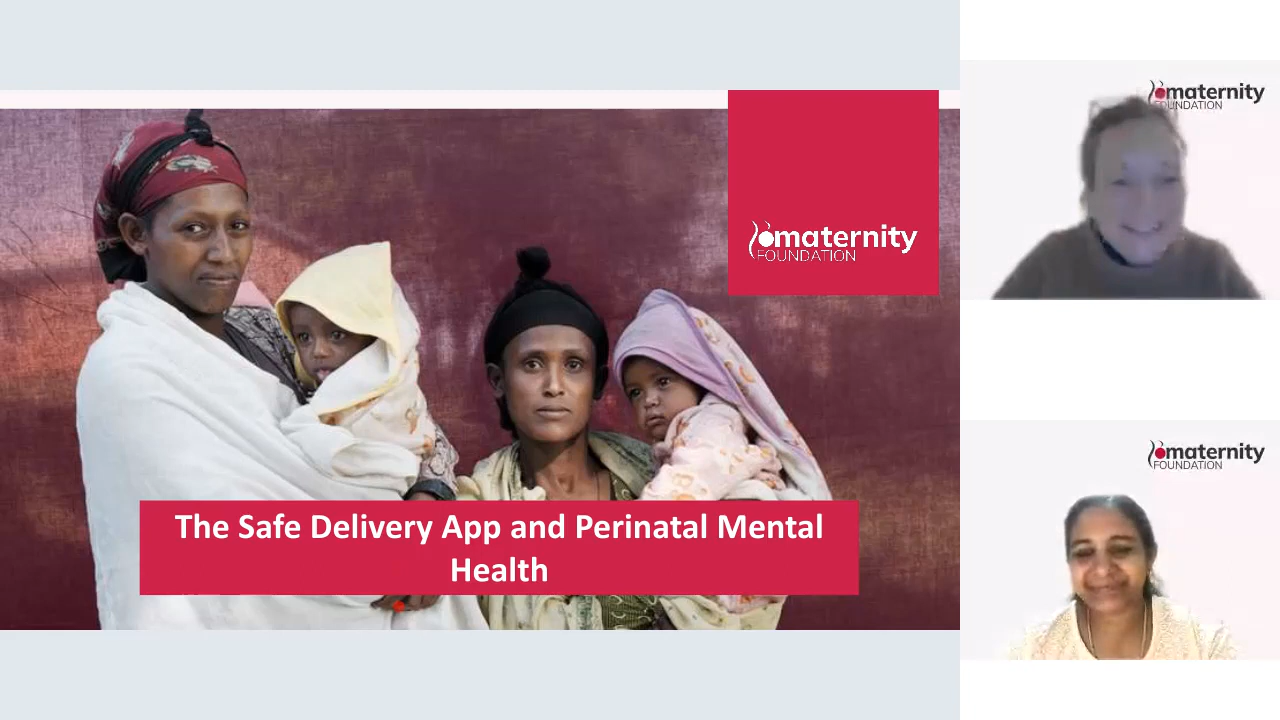 maternity
FOUNDATION
The Safe Delivery App and Perinatal Mental
Health
maternity
FOUNDATION
maternity
FOUNDATION